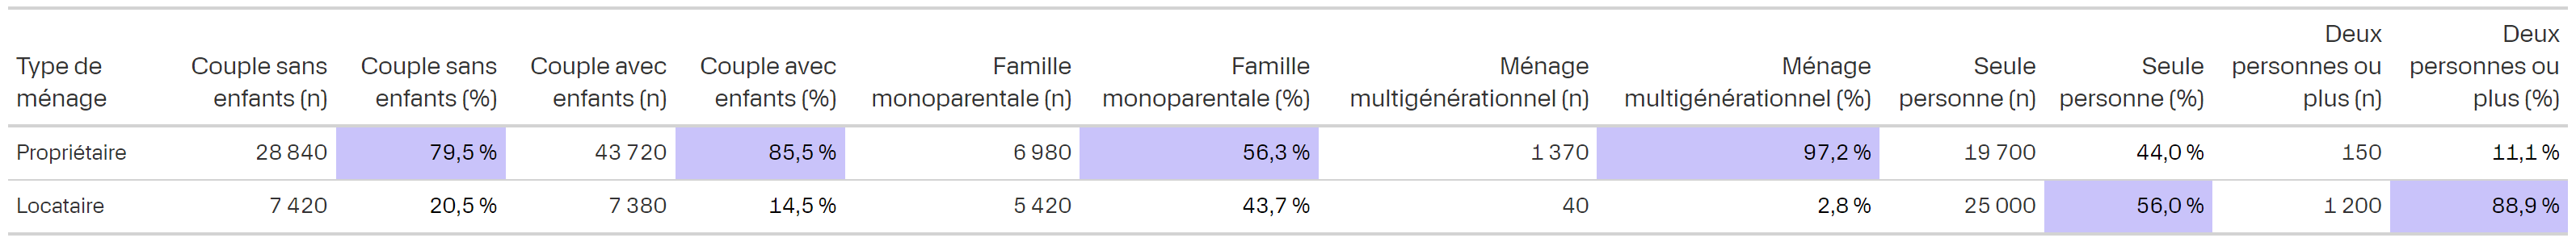 Deux Deux
Type de Couple sans Couple sans Couple avec Couple avec Famille Famille Ménage Ménage Seule Seule personnes ou personnes ou
ménage enfants (n) enfants (%) enfants (n) enfants (%) monoparentale (n) monoparentale (%) multigénérationnel (n) multigénérationnel (%) personne (n) personne (%) plus (n) plus (%)
Propriétaire 28 840 79,5 % 43 720 85,5 % 6 980 56,3 % 1 370 97,2 % 19 700 44,0 % 150 11,1 %
Locataire 7 420 20,5 % 7 380 14,5 % 5 420 43,7 % 40 2,8 % 25 000 56,0 % 1 200 88,9 %